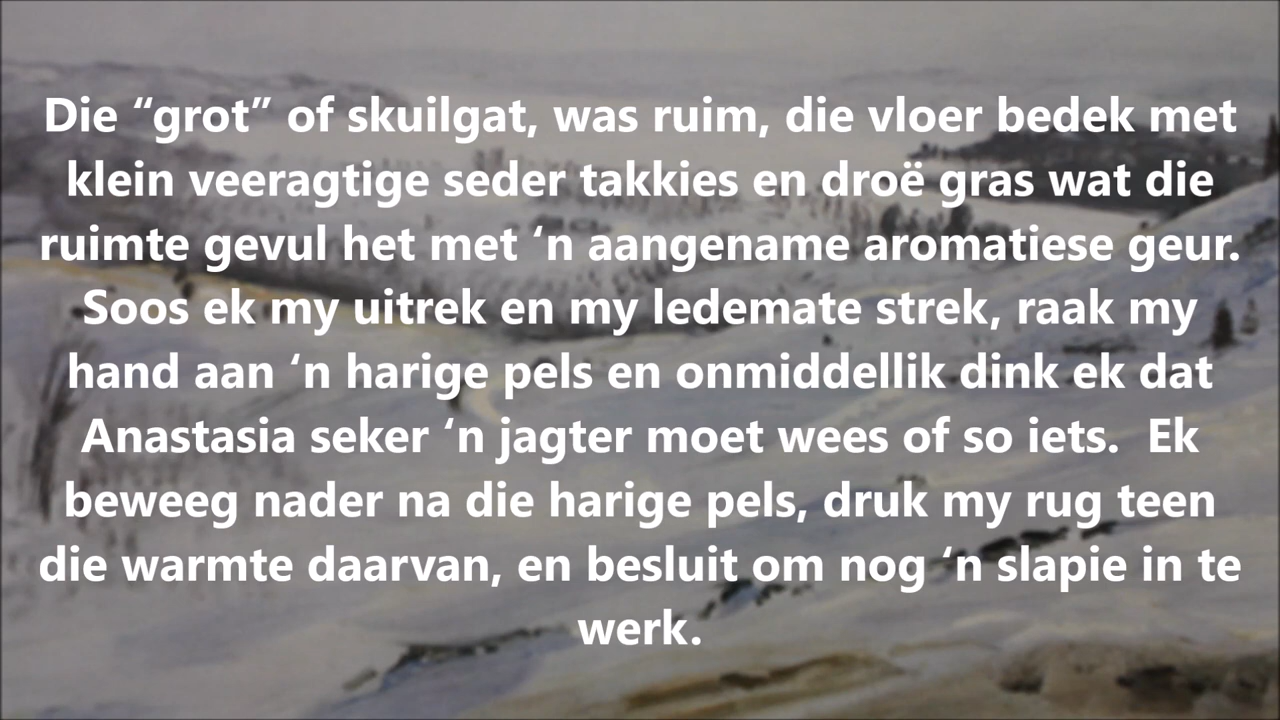 Die “grot” of skuilgat, was ruim, die vloer bedek met
klein veeragtige seder takkies en droë gras wat die
ruimte gevul het met ‘n aangename aromatiese geur.
Soos ek my uitrek en my ledemate strek, raak my
hand aan ‘n harige pels en onmiddellik dink ek dat
Anastasia seker ‘n jagter moet wees of so iets.  Ek
beweeg nader na die harige pels, druk my rug teen
die warmte daarvan, en besluit om nog ‘n slapie in te
werk.